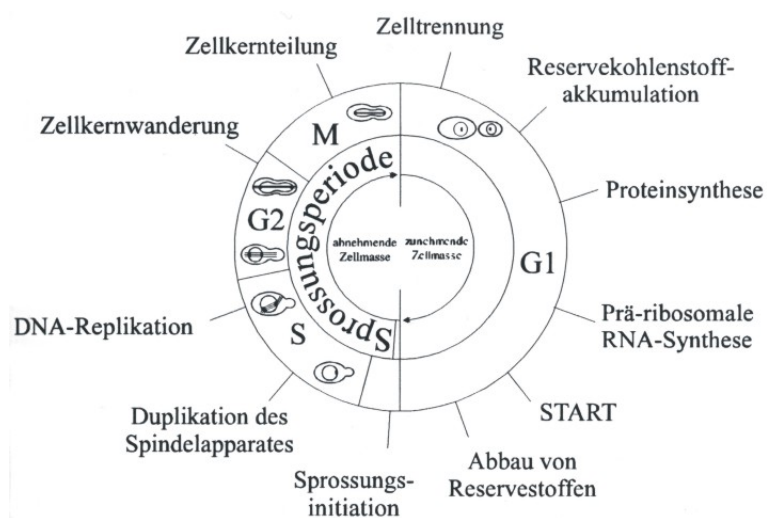 Zelltrennung
Zellkernteilung
Reservekohlenstoff-
akkumulation
Zellkernwanderung
M
Proteinsynthese
G2
Sprossungsperiode
abnehmende
Zellmasse
zunehmende
Zellmasse
G1
DNA-Replikation
S
Prä-ribosomale
RNA-Synthese
START
Duplikation des
Spindelapparates
Sprossungs-
initiation
Abbau von
Reservestoffen